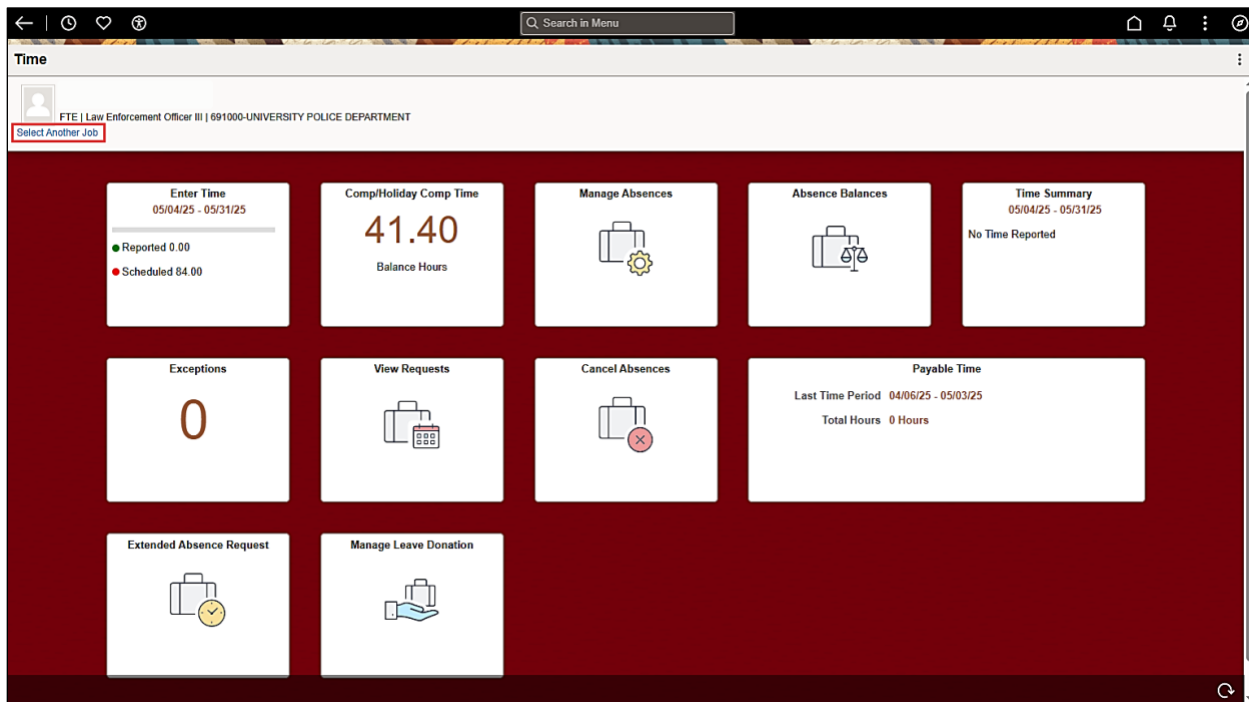 Search in Menu
Time
FTE | Law Enforcement Officer III | 691000-UNIVERSITY POLICE DEPARTMENT
Select Another Job
Enter Time
05/04/25 - 05/31/25
Reported 0.00
Scheduled 84.00
Comp/Holiday Comp Time
41.40
Balance Hours
Manage Absences
Absence Balances
Time Summary
05/04/25 - 05/31/25
No Time Reported
Exceptions
0
View Requests
Cancel Absences
Payable Time
Last Time Period 04/06/25 - 05/03/25
Total Hours 0 Hours
Extended Absence Request
Manage Leave Donation